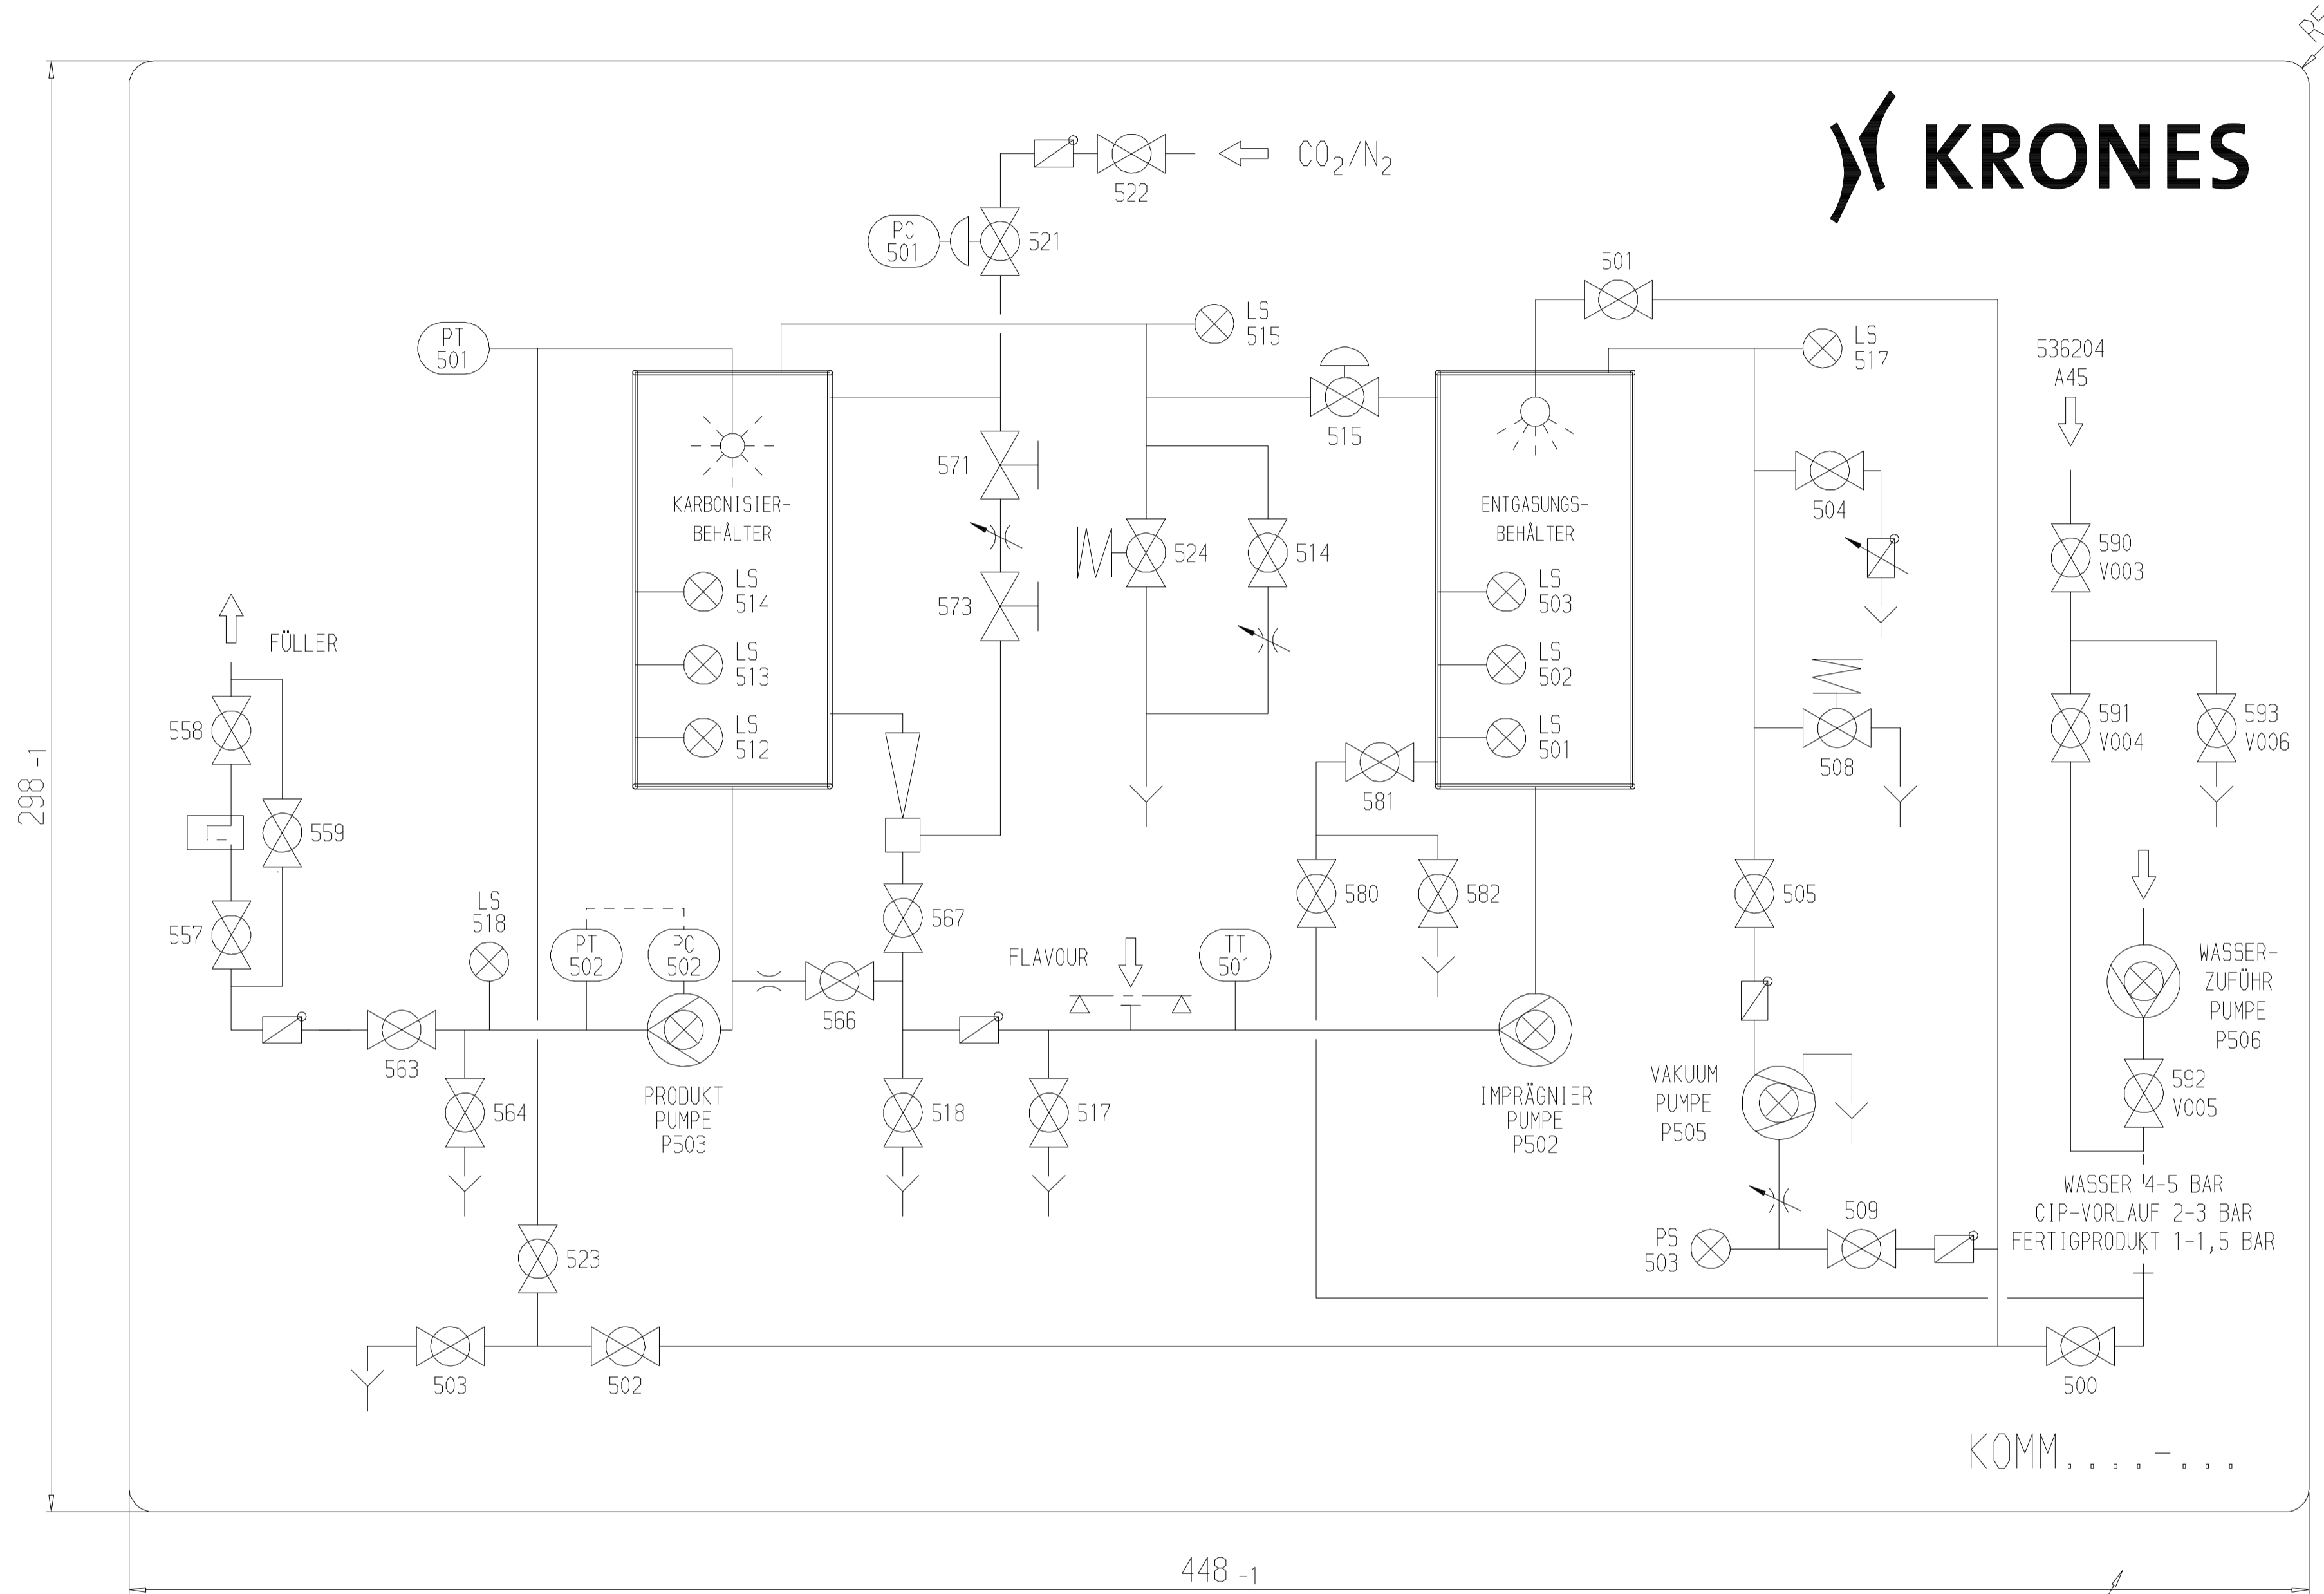 RE
KRONES
CO₂/N₂
522
PC
501
521
501
LS
515
LS
517
PT
501
536204
A45
515
571
504
KARBONISIER-
BEHÄLTER
ENTGASUNGS-
BEHÄLTER
524
514
590
V003
LS
514
573
LS
503
FÜLLER
LS
513
LS
502
558
LS
512
LS
501
591
V004
593
V006
508
298 -1
581
559
LS
518
580
582
505
557
567
PT
502
PC
502
FLAVOUR
TT
501
WASSER-
ZUFÜHR
PUMPE
P506
566
563
564
PRODUKT
PUMPE
P503
518
517
IMPRÄGNIER
PUMPE
P502
VAKUUM
PUMPE
P505
592
V005
WASSER 4-5 BAR
CIP-VORLAUF 2-3 BAR
FERTIGPRODUKT 1-1,5 BAR
509
PS
503
523
503
502
500
KOMM....-...
448 -1